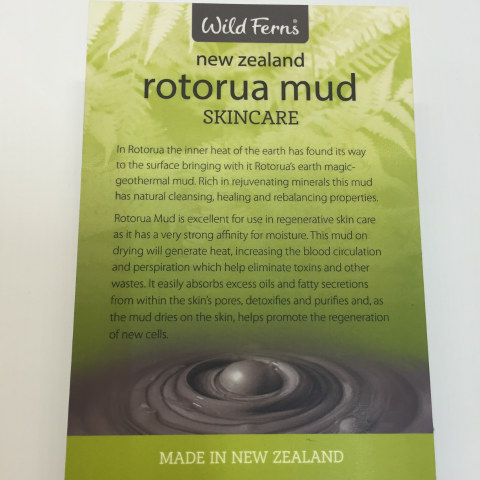 Wild Ferns®
new zealand
rotorua mud
SKINCARE
In Rotorua the inner heat of the earth has found its way
to the surface bringing with it Rotorua's earth magic-
geothermal mud. Rich in rejuvenating minerals this mud
has natural cleansing, healing and rebalancing properties.
Rotorua Mud is excellent for use in regenerative skin care
as it has a very strong affinity for moisture. This mud on
drying will generate heat, increasing the blood circulation
and perspiration which help eliminate toxins and other
wastes. It easily absorbs excess oils and fatty secretions
from within the skin's pores, detoxifies and purifies and, as
the mud dries on the skin, helps promote the regeneration
of new cells.
MADE IN NEW ZEALAND